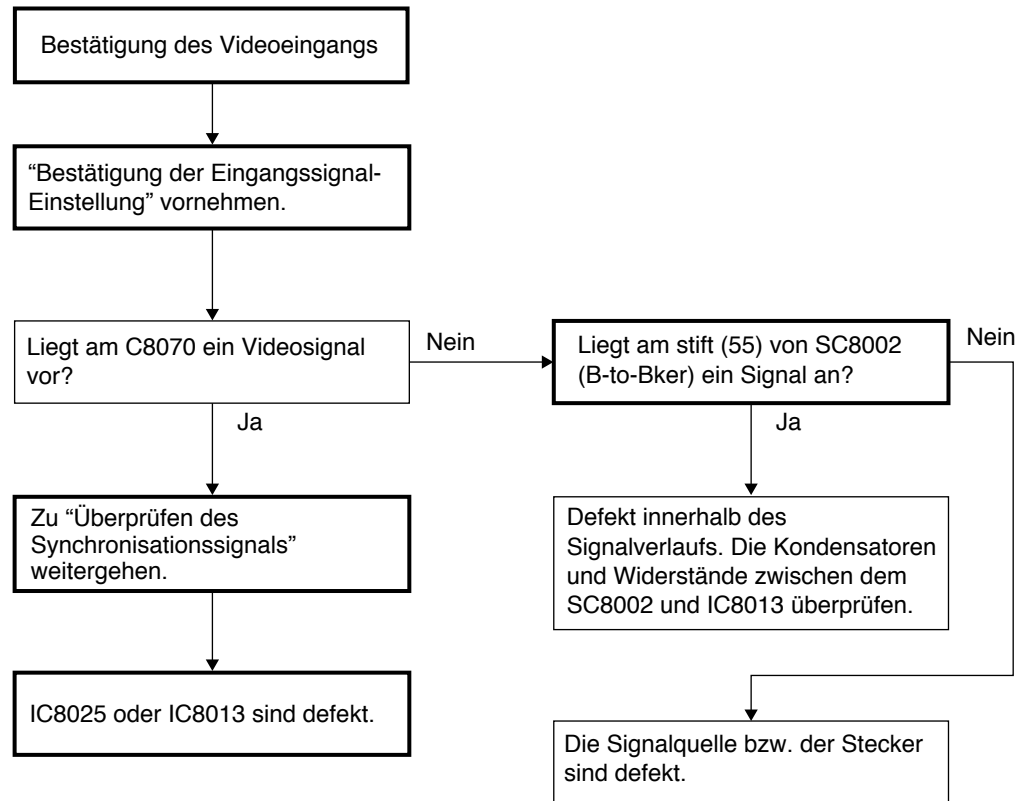 Bestätigung des Videoeingangs
“Bestätigung der Eingangssignal-
Einstellung” vornehmen.
Liegt am C8070 ein Videosignal
vor?
Nein
Liegt am stift (55) von SC8002
(B-to-Bker) ein Signal an?
Nein
Ja
Ja
Zu “Überprüfen des
Synchronisationssignals”
weitergehen.
Defekt innerhalb des
Signalverlaufs. Die Kondensatoren
und Widerstände zwischen dem
SC8002 und IC8013 überprüfen.
IC8025 oder IC8013 sind defekt.
Die Signalquelle bzw. der Stecker
sind defekt.